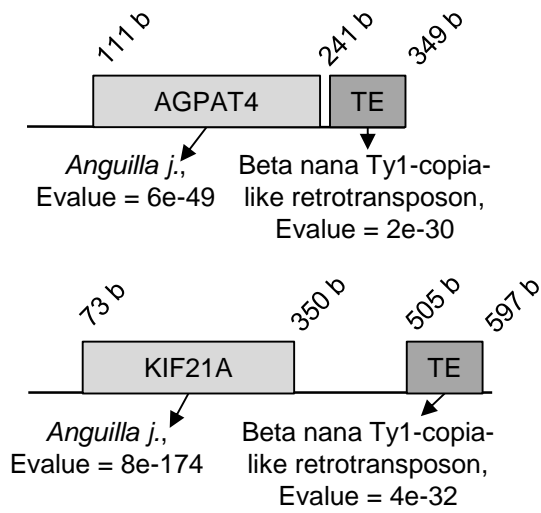 111 b
241 b
349 b
AGPAT4
TE
Anguilla j.,
Evalue = 6e-49
Beta nana Ty1-copia-
like retrotransposon,
Evalue = 2e-30
73 b
350 b
505 b
597 b
KIF21A
TE
Anguilla j.,
Evalue = 8e-174
Beta nana Ty1-copia-
like retrotransposon,
Evalue = 4e-32